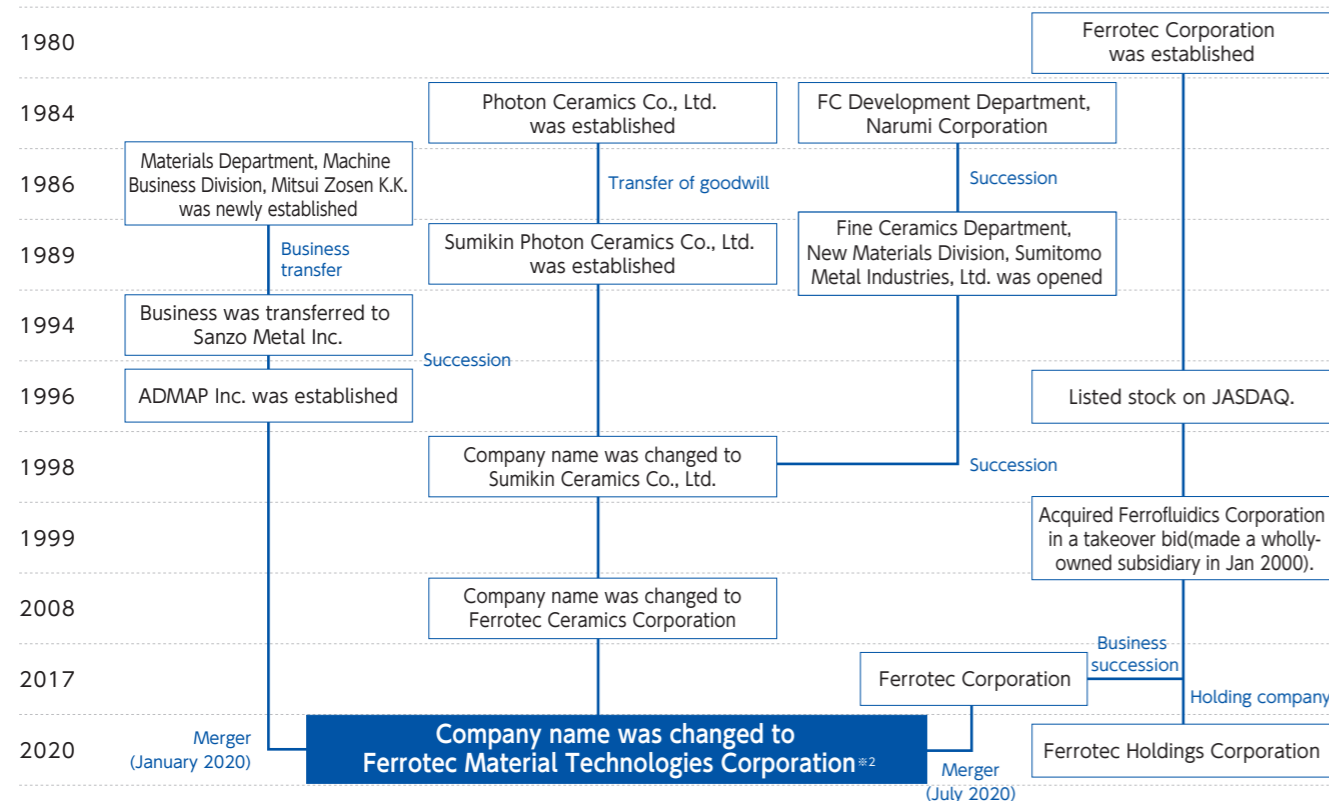 1980
Ferrotec Corporation
was established
1984
Photon Ceramics Co., Ltd.
was established
FC Development Department,
Narumi Corporation
1986
Materials Department, Machine
Business Division, Mitsui Zosen K.K.
was newly established
Transfer of goodwill
Succession
1989
Business
transfer
Sumikin Photon Ceramics Co., Ltd.
was established
Fine Ceramics Department,
New Materials Division, Sumitomo
Metal Industries, Ltd. was opened
1994
Business was transferred to
Sanzo Metal Inc.
Succession
1996
ADMAP Inc. was established
Listed stock on JASDAQ.
1998
Company name was changed to
Sumikin Ceramics Co., Ltd.
Succession
1999
Acquired Ferrofluidics Corporation
in a takeover bid(made a wholly-
owned subsidiary in Jan 2000).
2008
Company name was changed to
Ferrotec Ceramics Corporation
2017
Ferrotec Corporation
Business
succession
Holding company
2020
Merger
(January 2020)
Company name was changed to
Ferrotec Material Technologies Corporation※2
Merger
(July 2020)
Ferrotec Holdings Corporation